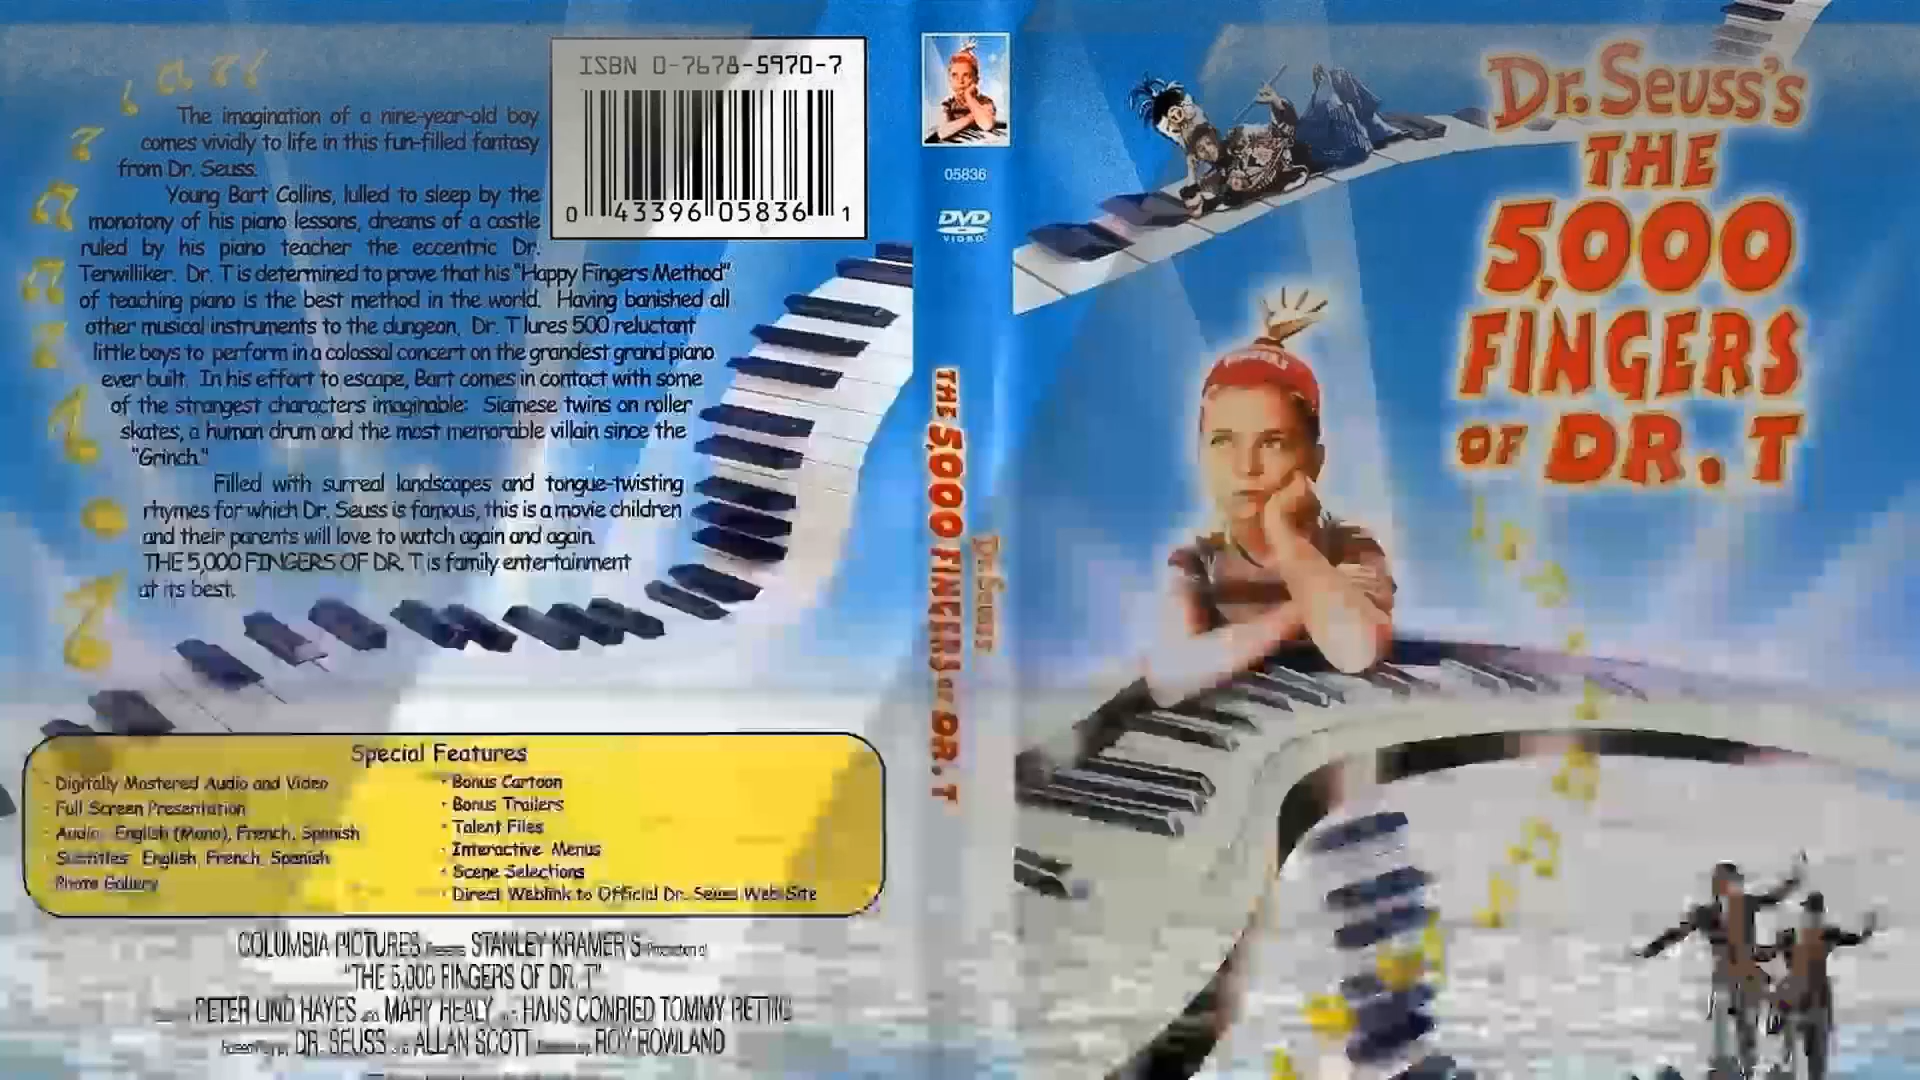 ISBN 0-7678-5970-7
0 43396 05836 1
The imagination of a nine-year-old boy
comes vividly to life in this fun-filled fantasy
from Dr. Seuss.
Young Bart Collins, lulled to sleep by the
monotony of his piano lessons, dreams of a castle
ruled by his piano teacher the eccentric Dr.
Terwilliker. Dr. T is determined to prove that his "Happy Fingers Method"
of teaching piano is the best method in the world. Having banished all
other musical instruments to the dungeon, Dr. T lures 500 reluctant
little boys to perform in a colossal concert on the grandest grand piano
ever built. In his effort to escape, Bart comes in contact with some
of the strangest characters imaginable: Siamese twins on roller
skates, a human drum and the most memorable villain since the
"Grinch."
Filled with surreal landscapes and tongue-twisting
rhymes for which Dr. Seuss is famous, this is a movie children
and their parents will love to watch again and again.
THE 5,000 FINGERS OF DR. T is family entertainment
at its best.
Special Features
· Digitally Mastered Audio and Video
· Full Screen Presentation
· Audio: English (Mono), French, Spanish
· Subtitles: English, French, Spanish
· Photo Gallery
· Bonus Cartoon
· Bonus Trailers
· Talent Files
· Interactive Menus
· Scene Selections
· Direct Weblink to Official Dr. Seuss Web Site
COLUMBIA PICTURES Presents STANLEY KRAMER'S Production of
"THE 5,000 FINGERS OF DR. T"
PETER LIND HAYES and MARY HEALY HANS CONRIED TOMMY RETTIG
DR. SEUSS ALLAN SCOTT ROY ROWLAND
05836
DVD
VIDEO
Dr. Seuss
THE 5,000 FINGERS OF DR. T
Dr. Seuss's
THE
5,000
FINGERS
OF DR. T